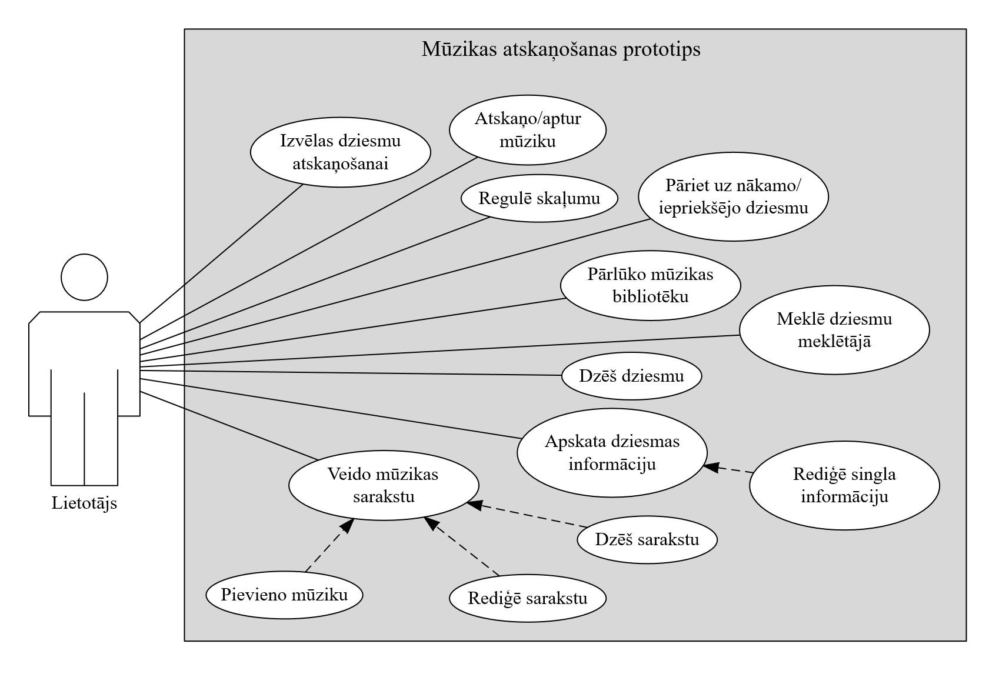 Mūzikas atskaņošanas prototips
Atskaņo/aptur
mūziku
Izvēlas dziesmu
atskaņošanai
Regulē skaļumu
Pāriet uz nākamo/
iepriekšējo dziesmu
Pārlūko mūzikas
bibliotēku
Meklē dziesmu
meklētājā
Dzēš dziesmu
Apskata dziesmas
informāciju
Rediģē singla
informāciju
Veido mūzikas
sarakstu
Lietotājs
Dzēš sarakstu
Pievieno mūziku
Rediģē sarakstu